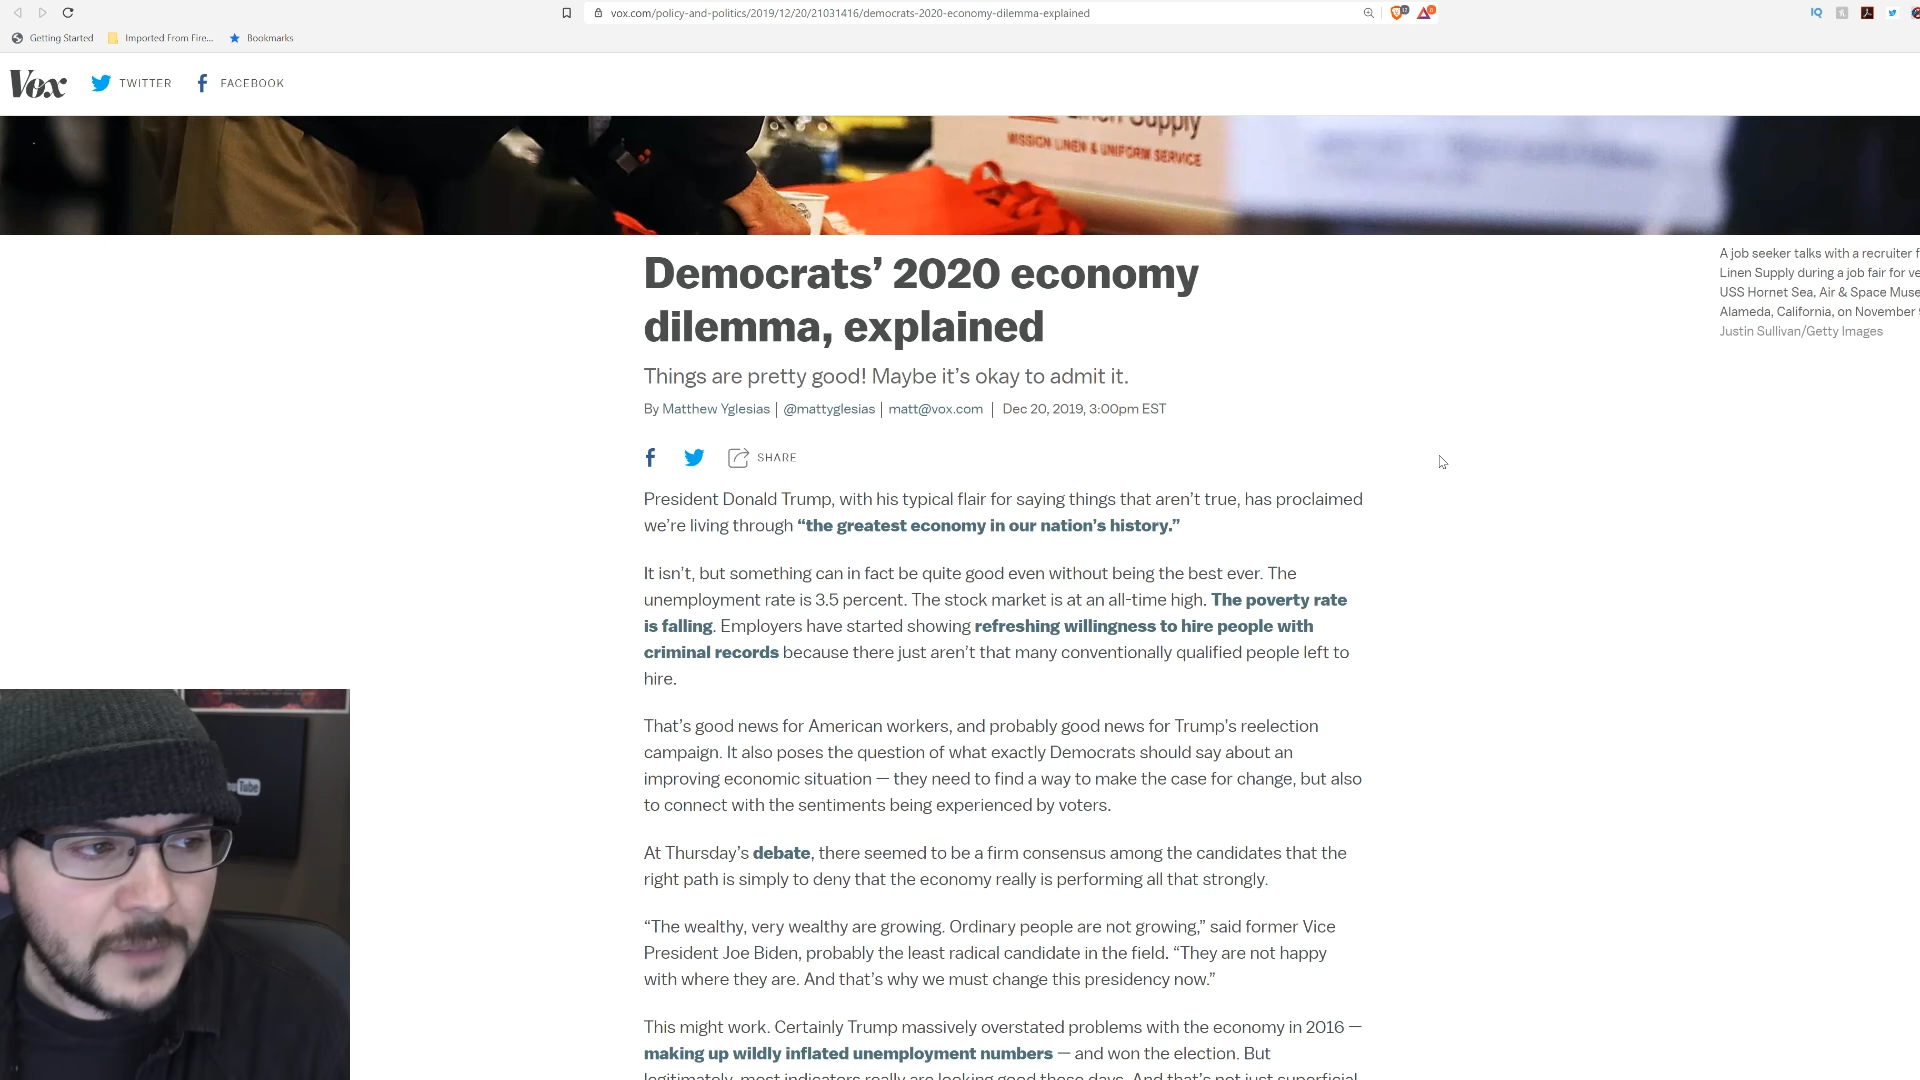 vox.com/policy-and-politics/2019/12/20/21031416/democrats-2020-economy-dilemma-explained
Getting Started
Imported From Fire...
Bookmarks
Vox
TWITTER
FACEBOOK
Linen Supply
MISSION LINEN & UNIFORM SERVICE
Democrats’ 2020 economy
dilemma, explained
Things are pretty good! Maybe it’s okay to admit it.
By Matthew Yglesias | @mattyglesias | matt@vox.com | Dec 20, 2019, 3:00pm EST
SHARE
A job seeker talks with a recruiter f
Linen Supply during a job fair for ve
USS Hornet Sea, Air & Space Muse
Alameda, California, on November
Justin Sullivan/Getty Images
President Donald Trump, with his typical flair for saying things that aren’t true, has proclaimed
we’re living through “the greatest economy in our nation’s history.”
It isn’t, but something can in fact be quite good even without being the best ever. The
unemployment rate is 3.5 percent. The stock market is at an all-time high. The poverty rate
is falling. Employers have started showing refreshing willingness to hire people with
criminal records because there just aren’t that many conventionally qualified people left to
hire.
That’s good news for American workers, and probably good news for Trump’s reelection
campaign. It also poses the question of what exactly Democrats should say about an
improving economic situation — they need to find a way to make the case for change, but also
to connect with the sentiments being experienced by voters.
At Thursday’s debate, there seemed to be a firm consensus among the candidates that the
right path is simply to deny that the economy really is performing all that strongly.
“The wealthy, very wealthy are growing. Ordinary people are not growing,” said former Vice
President Joe Biden, probably the least radical candidate in the field. “They are not happy
with where they are. And that’s why we must change this presidency now.”
This might work. Certainly Trump massively overstated problems with the economy in 2016 —
making up wildly inflated unemployment numbers — and won the election. But
legitimately, most indicators really are looking good these days. And that’s not just superficial
uTube